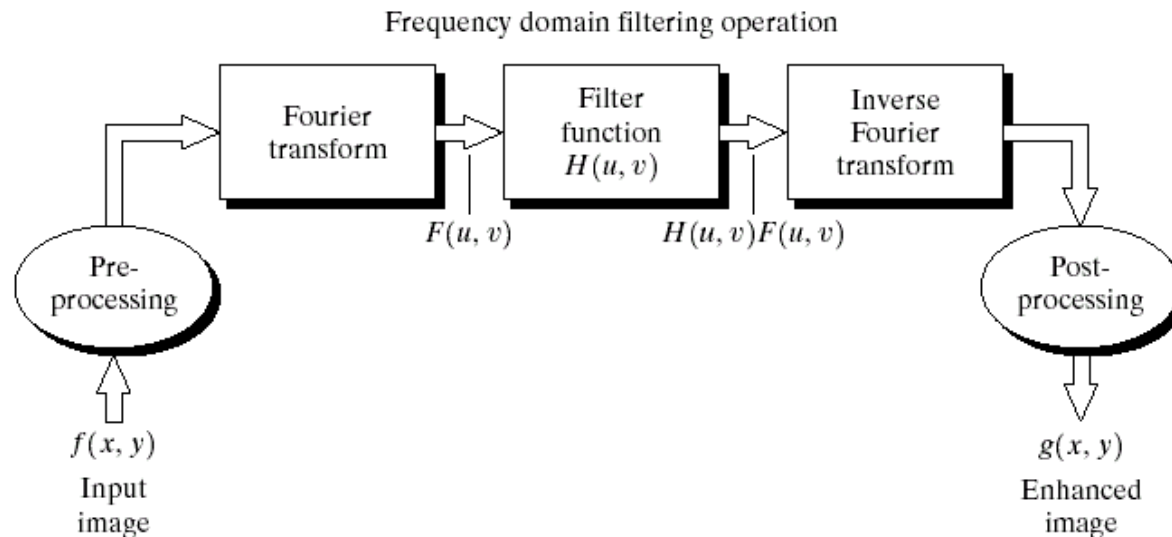 Frequency domain filtering operation
Fourier
transform
Filter
function
H(u, v)
Inverse
Fourier
transform
F(u, v)
H(u, v)F(u, v)
Pre-
processing
Post-
processing
f(x, y)
Input
image
g(x, y)
Enhanced
image